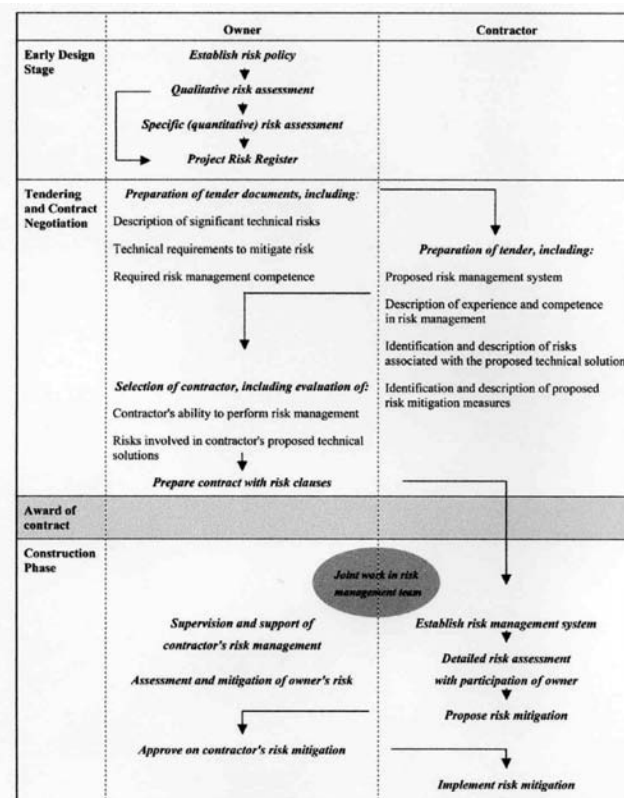 Owner
Contractor
Early Design
Stage
Establish risk policy
Qualitative risk assessment
Specific (quantitative) risk assessment
Project Risk Register
Tendering
and Contract
Negotiation
Preparation of tender documents, including:
Description of significant technical risks
Technical requirements to mitigate risk
Required risk management competence
Preparation of tender, including:
Proposed risk management system
Description of experience and competence
in risk management
Identification and description of risks
associated with the proposed technical solution
Identification and description of proposed
risk mitigation measures
Selection of contractor, including evaluation of:
Contractor's ability to perform risk management
Risks involved in contractor's proposed technical
solutions
Prepare contract with risk clauses
Award of
contract
Construction
Phase
Joint work in risk
management team
Supervision and support of
contractor's risk management
Assessment and mitigation of owner's risk
Approve on contractor's risk mitigation
Establish risk management system
Detailed risk assessment
with participation of owner
Propose risk mitigation
Implement risk mitigation